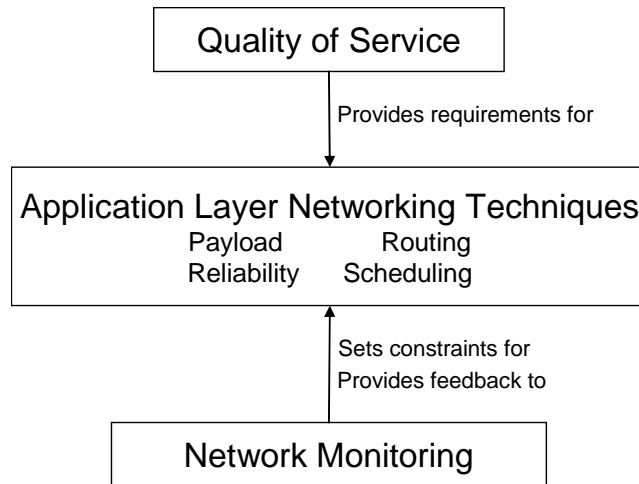 Quality of Service
Provides requirements for
Application Layer Networking Techniques
Payload Routing
Reliability Scheduling
Sets constraints for
Provides feedback to
Network Monitoring